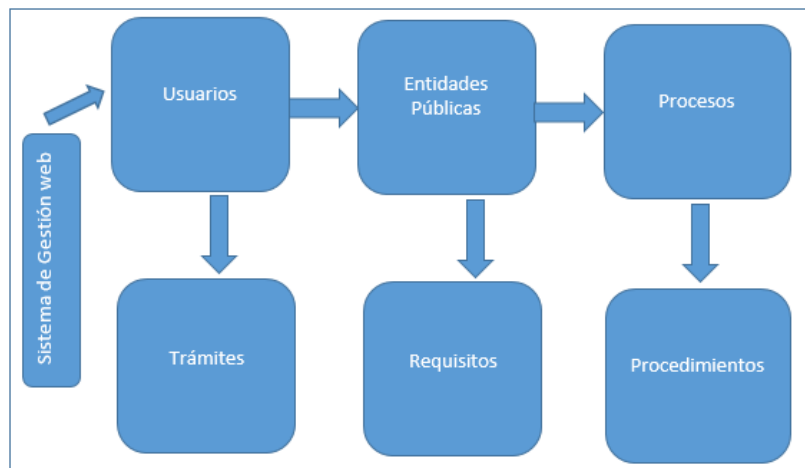 Sistema de Gestión web
Usuarios
Entidades
Públicas
Procesos
Trámites
Requisitos
Procedimientos